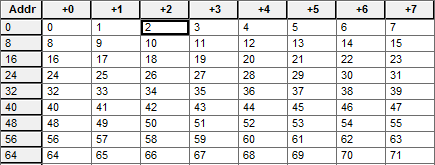 Addr +0 +1 +2 +3 +4 +5 +6 +7
0 0 1 2 3 4 5 6 7
8 8 9 10 11 12 13 14 15
16 16 17 18 19 20 21 22 23
24 24 25 26 27 28 29 30 31
32 32 33 34 35 36 37 38 39
40 40 41 42 43 44 45 46 47
48 48 49 50 51 52 53 54 55
56 56 57 58 59 60 61 62 63
64 64 65 66 67 68 69 70 71